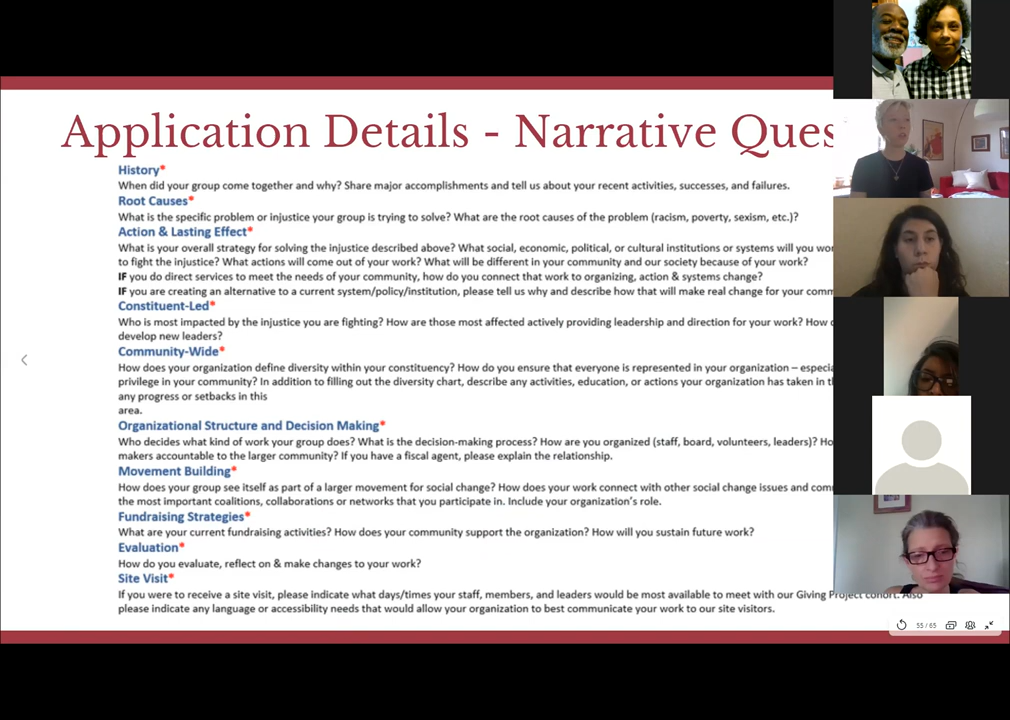 Application Details - Narrative Ques
History*
When did your group come together and why? Share major accomplishments and tell us about your recent activities, successes, and failures.
Root Causes*
What is the specific problem or injustice your group is trying to solve? What are the root causes of the problem (racism, poverty, sexism, etc.)?
Action & Lasting Effect*
What is your overall strategy for solving the injustice described above? What social, economic, political, or cultural institutions or systems will you
to fight the injustice? What actions will come out of your work? What will be different in your community and our society because of your work?
IF you do direct services to meet the needs of your community, how do you connect that work to organizing, action & systems change?
IF you are creating an alternative to a current system/policy/institution, please tell us why and describe how that will make real change for your
Constituent-Led*
Who is most impacted by the injustice you are fighting? How are those most affected actively providing leadership and direction for your work? How
develop new leaders?
Community-Wide*
How does your organization define diversity within your constituency? How do you ensure that everyone is represented in your organization –
privilege in your community? In addition to filling out the diversity chart, describe any activities, education, or actions your organization has taken in
any progress or setbacks in this
area.
Organizational Structure and Decision Making*
Who decides what kind of work your group does? What is the decision-making process? How are you organized (staff, board, volunteers, leaders)?
makers accountable to the larger community? If you have a fiscal agent, please explain the relationship.
Movement Building*
How does your group see itself as part of a larger movement for social change? How does your work connect with other social change issues and
the most important coalitions, collaborations or networks that you participate in. Include your organization's role.
Fundraising Strategies*
What are your current fundraising activities? How does your community support the organization? How will you sustain future work?
Evaluation*
How do you evaluate, reflect on & make changes to your work?
Site Visit*
If you were to receive a site visit, please indicate what days/times your staff, members, and leaders would be most available to meet with our Giving Project cohort. Also
please indicate any language or accessibility needs that would allow your organization to best communicate your work to our site visitors.
55 / 65